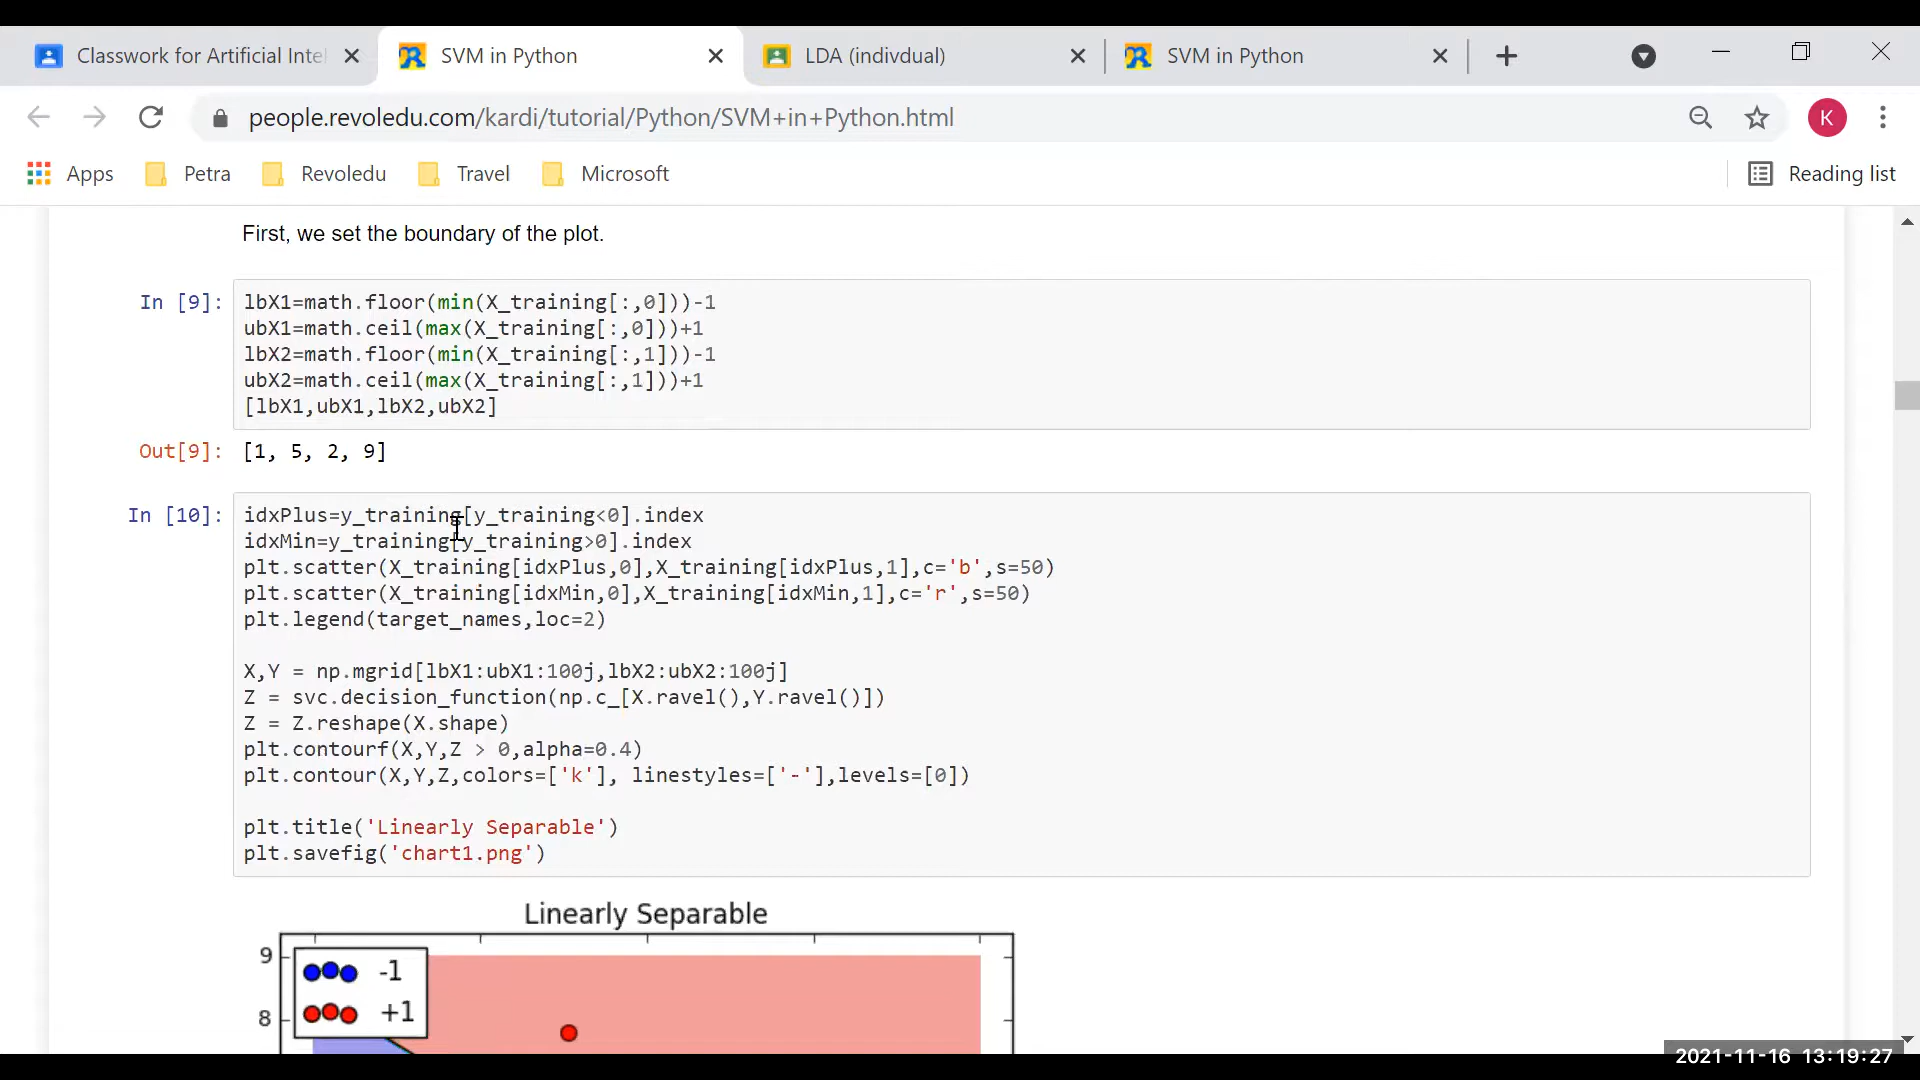 Classwork for Artificial Intel
SVM in Python
LDA (indivdual)
SVM in Python
people.revoledu.com/kardi/tutorial/Python/SVM+in+Python.html
K
Apps
Petra
Revoledu
Travel
Microsoft
Reading list
First, we set the boundary of the plot.
In [9]:
lbX1=math.floor(min(X_training[:,0]))-1
ubX1=math.ceil(max(X_training[:,0]))+1
lbX2=math.floor(min(X_training[:,1]))-1
ubX2=math.ceil(max(X_training[:,1]))+1
[lbX1,ubX1,lbX2,ubX2]
Out[9]: [1, 5, 2, 9]
In [10]:
idxPlus=y_training[y_training<0].index
idxMin=y_training[y_training>0].index
plt.scatter(X_training[idxPlus,0],X_training[idxPlus,1],c='b',s=50)
plt.scatter(X_training[idxMin,0],X_training[idxMin,1],c='r',s=50)
plt.legend(target_names,loc=2)
X,Y = np.mgrid[lbX1:ubX1:100j,lbX2:ubX2:100j]
Z = svc.decision_function(np.c_[X.ravel(),Y.ravel()])
Z = Z.reshape(X.shape)
plt.contourf(X,Y,Z > 0,alpha=0.4)
plt.contour(X,Y,Z,colors=['k'], linestyles=['-'],levels=[0])
plt.title('Linearly Separable')
plt.savefig('chart1.png')
Linearly Separable
9
-1
+1
8
2021-11-16 13:19:27